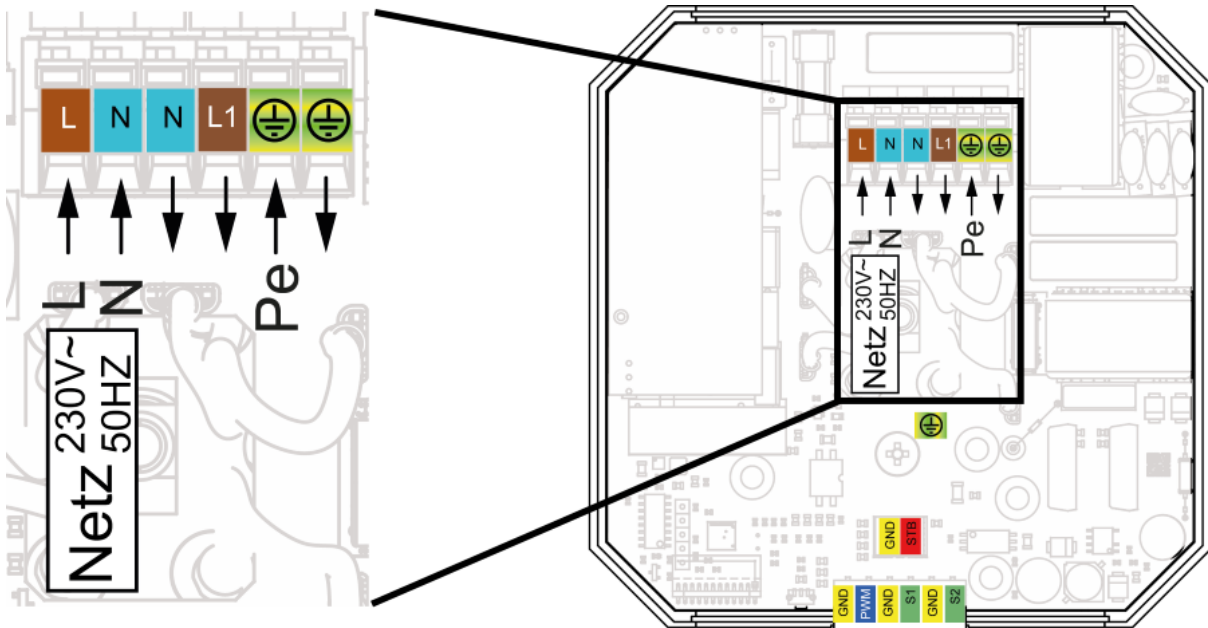 L N N L1
L
N
Pe
Netz 230V~
50HZ
L N N L1
L
N
Pe
Netz 230V~
50HZ
GND STB
GND PWM GND S1 GND S2